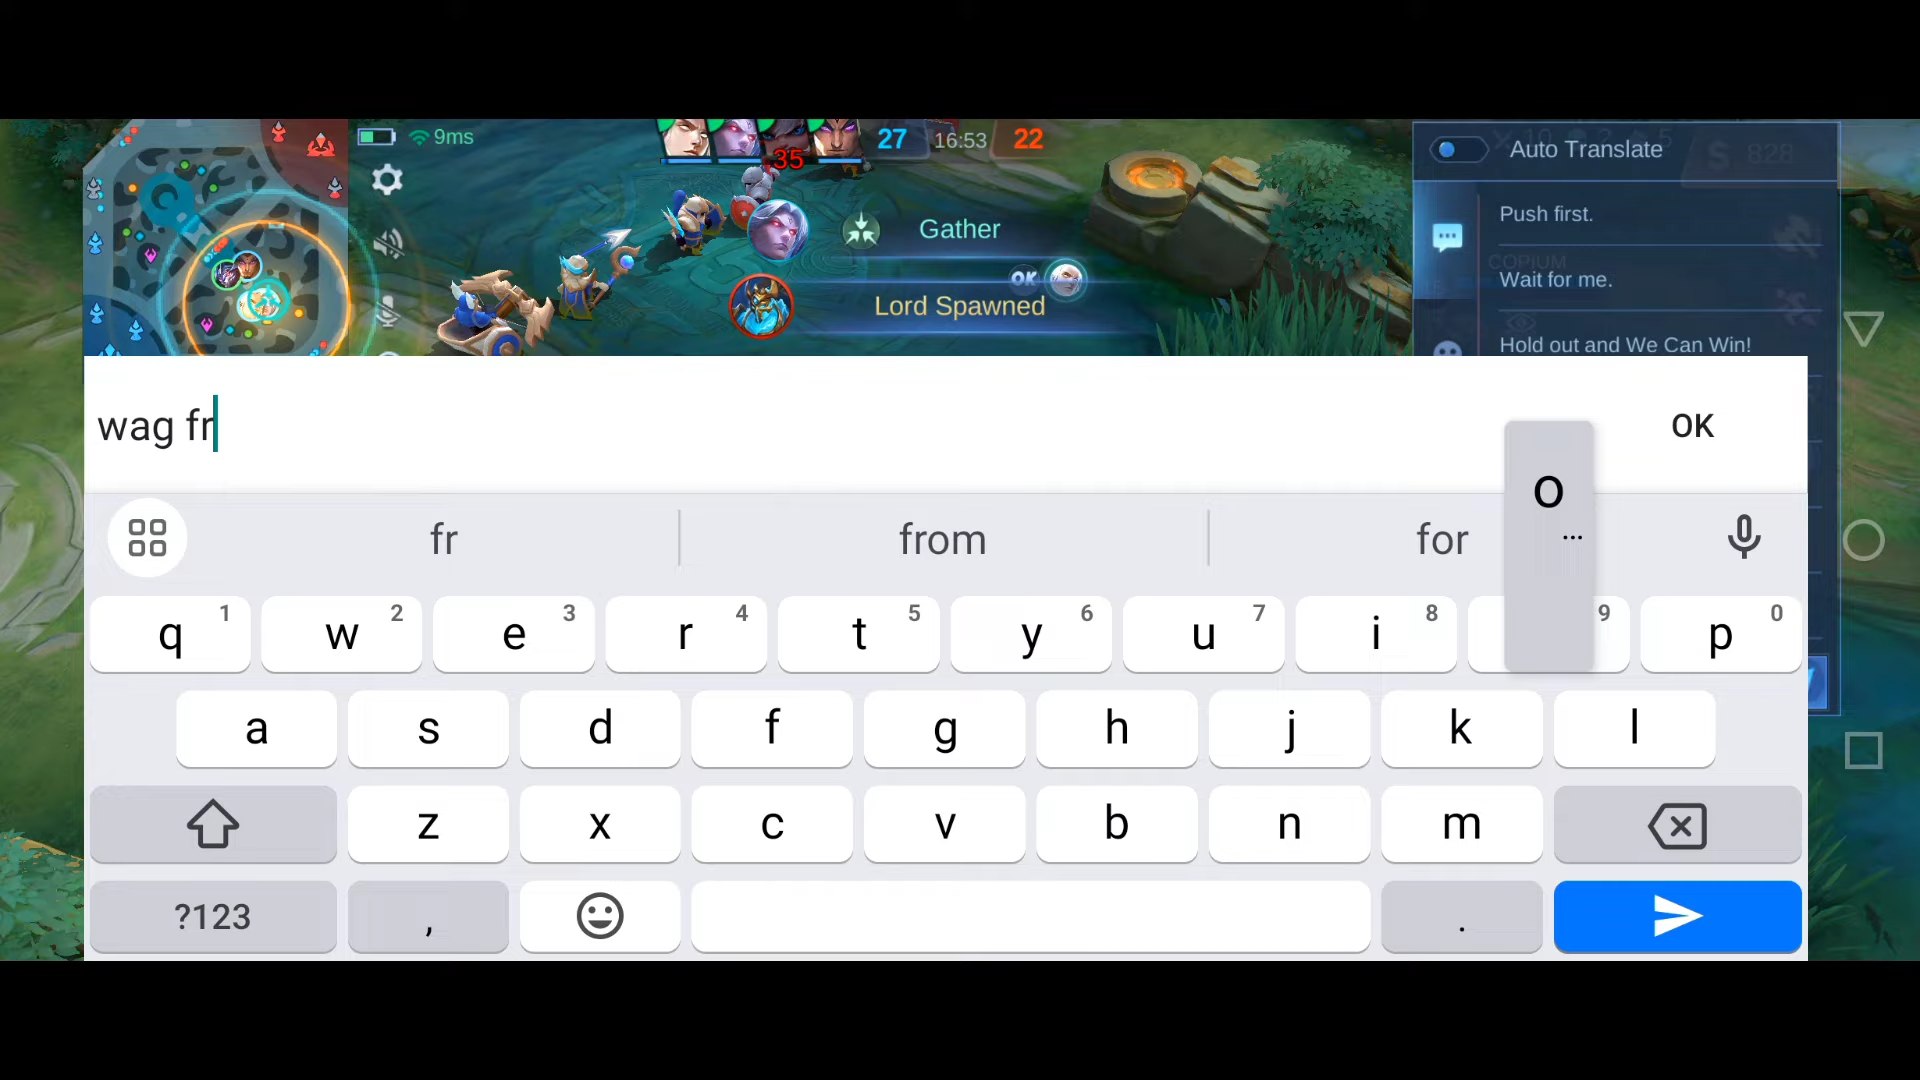 9ms
35
27
16:53
22
Auto Translate
828
Gather
Push first.
COPIUM
OK
Wait for me.
Lord Spawned
Hold out and We Can Win!
wag fr
OK
o
...
fr
from
for
q 1 w 2 e 3 r 4 t 5 y 6 u 7 i 8 9 p 0
a s d f g h j k l
z x c v b n m
?123 , .